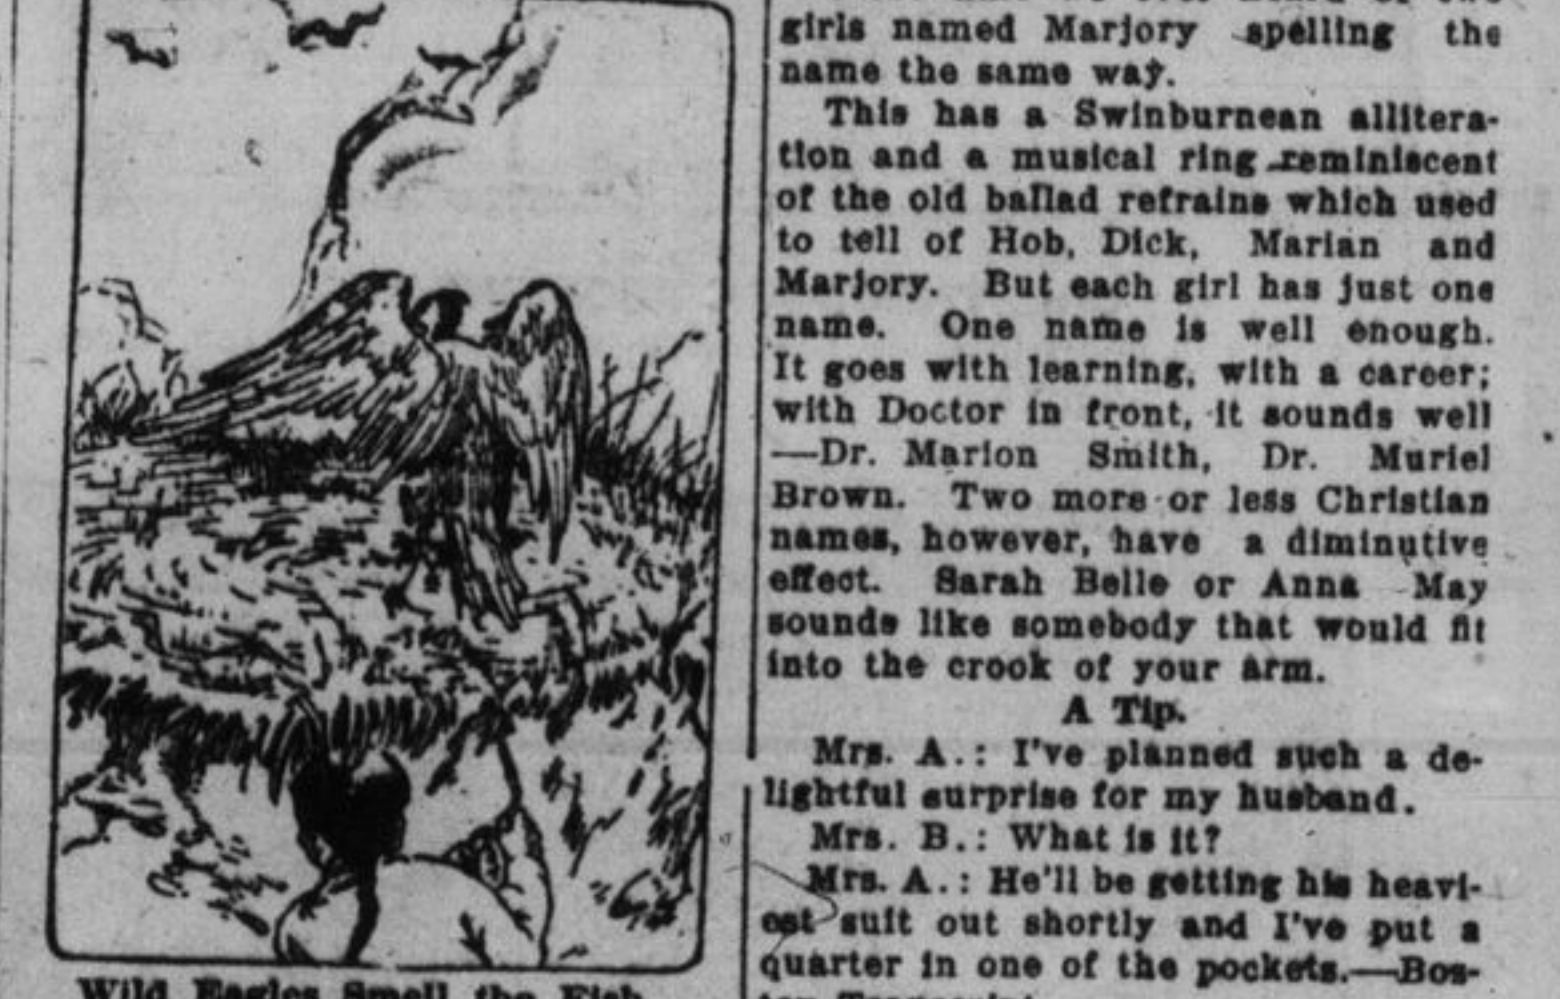 girls named Marjory spelling the
name the same way.
This has a Swinburnean allitera-
tion and a musical ring reminiscent
of the old ballad refrains which used
to tell of Hob, Dick, Marian and
Marjory. But each girl has just one
name. One name is well enough.
It goes with learning, with a career;
with Doctor in front, it sounds well
—Dr. Marion Smith, Dr. Muriel
Brown. Two more or less Christian
names, however, have a diminutive
effect. Sarah Belle or Anna May
sounds like somebody that would fit
into the crook of your arm.
A Tip.
Mrs. A.: I've planned such a de-
lightful surprise for my husband.
Mrs. B.: What is it?
Mrs. A.: He'll be getting his heavi-
est suit out shortly and I've put a
quarter in one of the pockets.—Bos-
Wild Eagles Smell the Fish